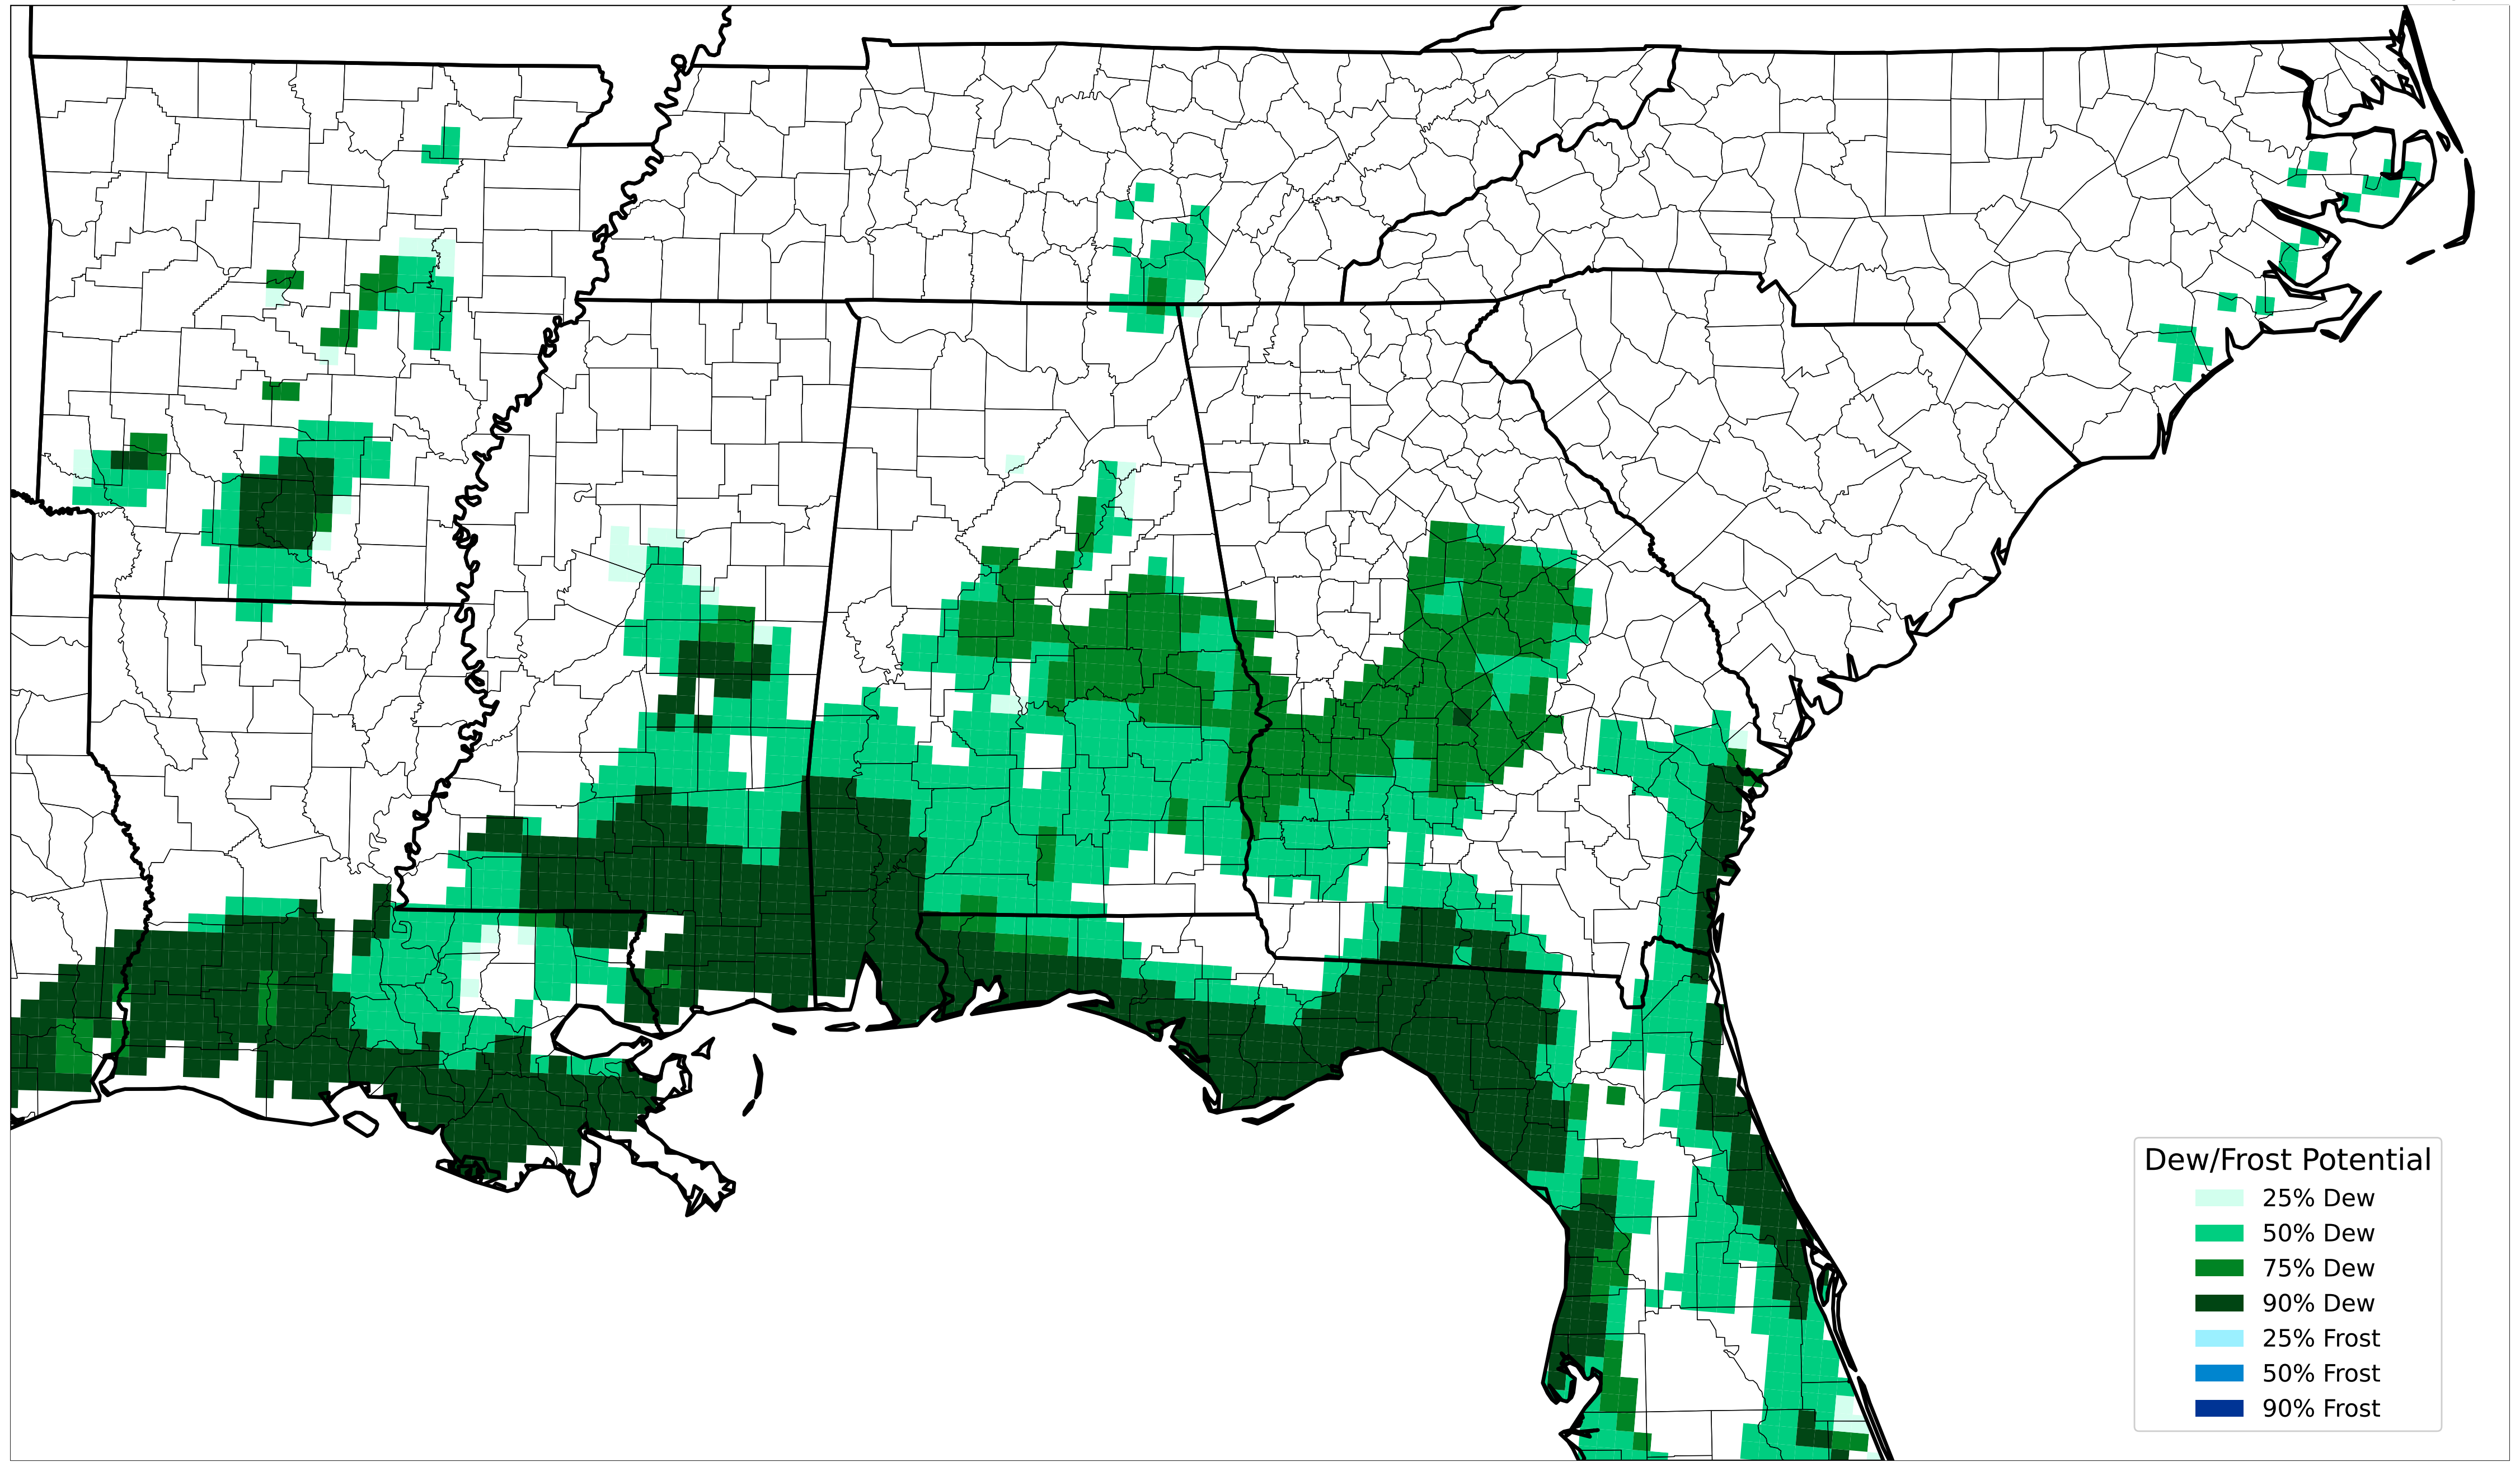 Dew/Frost Potential
25% Dew
50% Dew
75% Dew
90% Dew
25% Frost
50% Frost
90% Frost